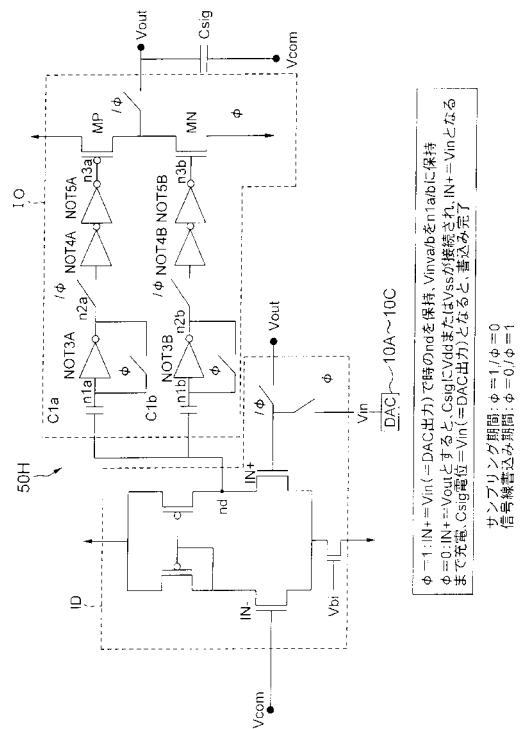 IO
C1a
n1a
NOT3A
φ
n2a
/φ
NOT4A
NOT5A
n3a
MP
/φ
Vout
Csig
Vcom
C1b
n1b
NOT3B
φ
n2b
/φ
NOT4B
NOT5B
n3b
MN
φ
50H
ID
nd
IN-
IN+
Vbi
Vcom
/φ
Vout
φ
Vin
DAC
10A~10C
φ=1:IN+=Vin(=DAC出力)で時のndを保持、Vinva/bをn1a/bに保持
φ=0:IN+=Voutとすると、CsigにVddまたはVssが接続され、IN+=Vinとなる
まで充電、Csig電位=Vin(=DAC出力)となると、書込み完了
サンプリング期間:φ=1,/φ=0
信号線書込み期間:φ=0,/φ=1